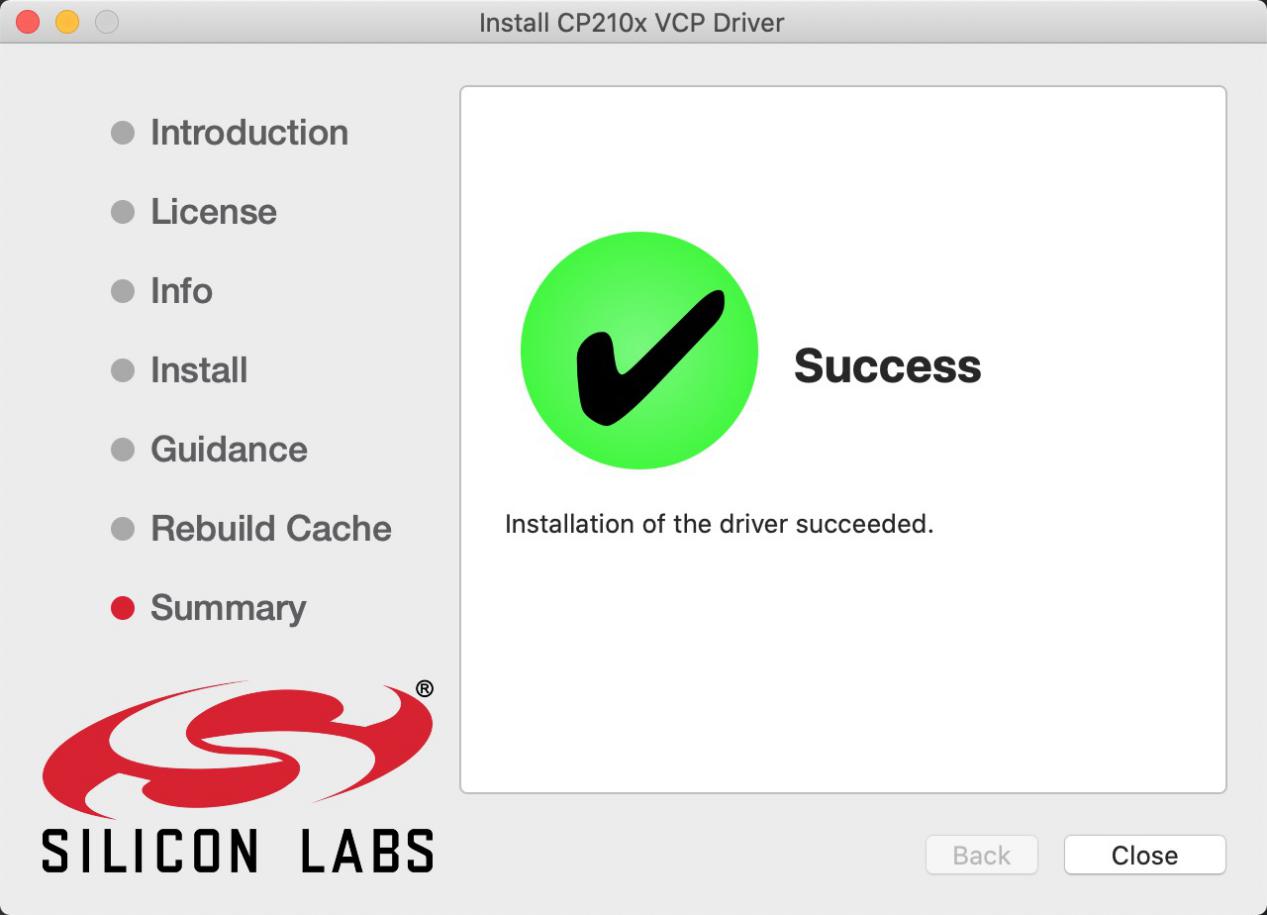 Install CP210x VCP Driver
Introduction
License
Info
Install
Guidance
Rebuild Cache
Summary
Success
Installation of the driver succeeded.
®
SILICON LABS
Back
Close